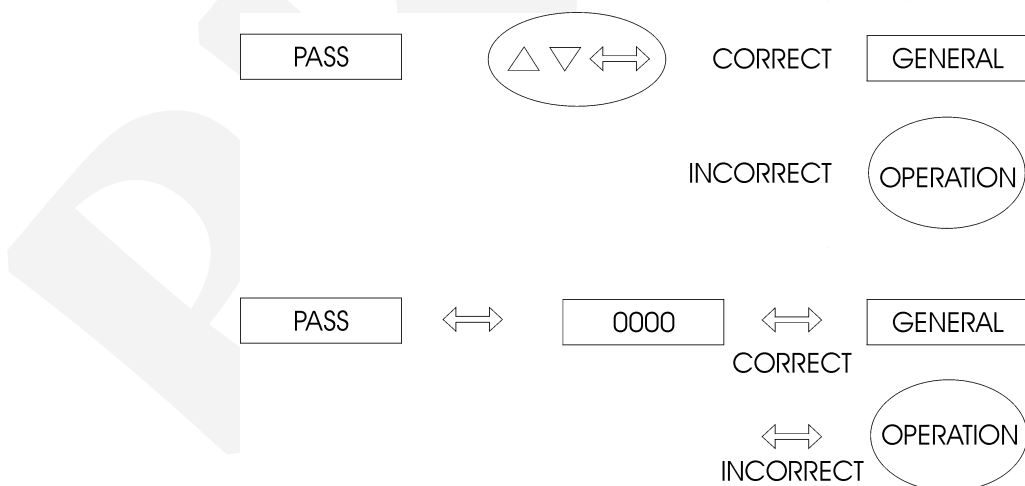 PASS CORRECT GENERAL
INCORRECT OPERATION
PASS 0000 GENERAL
CORRECT
OPERATION
INCORRECT